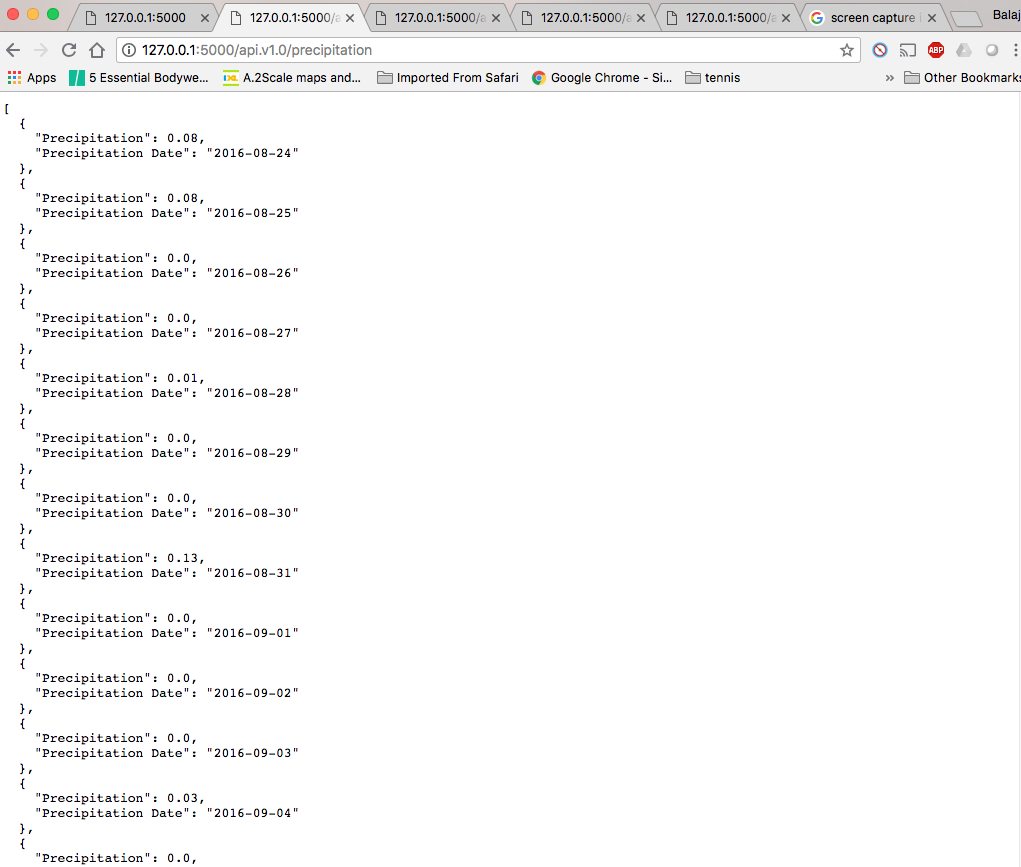 127.0.0.1:5000
127.0.0.1:5000/a
127.0.0.1:5000/a
127.0.0.1:5000/a
127.0.0.1:5000/a
screen capture
Balaj
127.0.0.1:5000/api.v1.0/precipitation
ABP
Apps
5 Essential Bodywe...
IXL
A.2Scale maps and...
Imported From Safari
Google Chrome - Si...
tennis
»
Other Bookmarks
[
{
"Precipitation": 0.08,
"Precipitation Date": "2016-08-24"
},
{
"Precipitation": 0.08,
"Precipitation Date": "2016-08-25"
},
{
"Precipitation": 0.0,
"Precipitation Date": "2016-08-26"
},
{
"Precipitation": 0.0,
"Precipitation Date": "2016-08-27"
},
{
"Precipitation": 0.01,
"Precipitation Date": "2016-08-28"
},
{
"Precipitation": 0.0,
"Precipitation Date": "2016-08-29"
},
{
"Precipitation": 0.0,
"Precipitation Date": "2016-08-30"
},
{
"Precipitation": 0.13,
"Precipitation Date": "2016-08-31"
},
{
"Precipitation": 0.0,
"Precipitation Date": "2016-09-01"
},
{
"Precipitation": 0.0,
"Precipitation Date": "2016-09-02"
},
{
"Precipitation": 0.0,
"Precipitation Date": "2016-09-03"
},
{
"Precipitation": 0.03,
"Precipitation Date": "2016-09-04"
},
{
"Precipitation": 0.0,